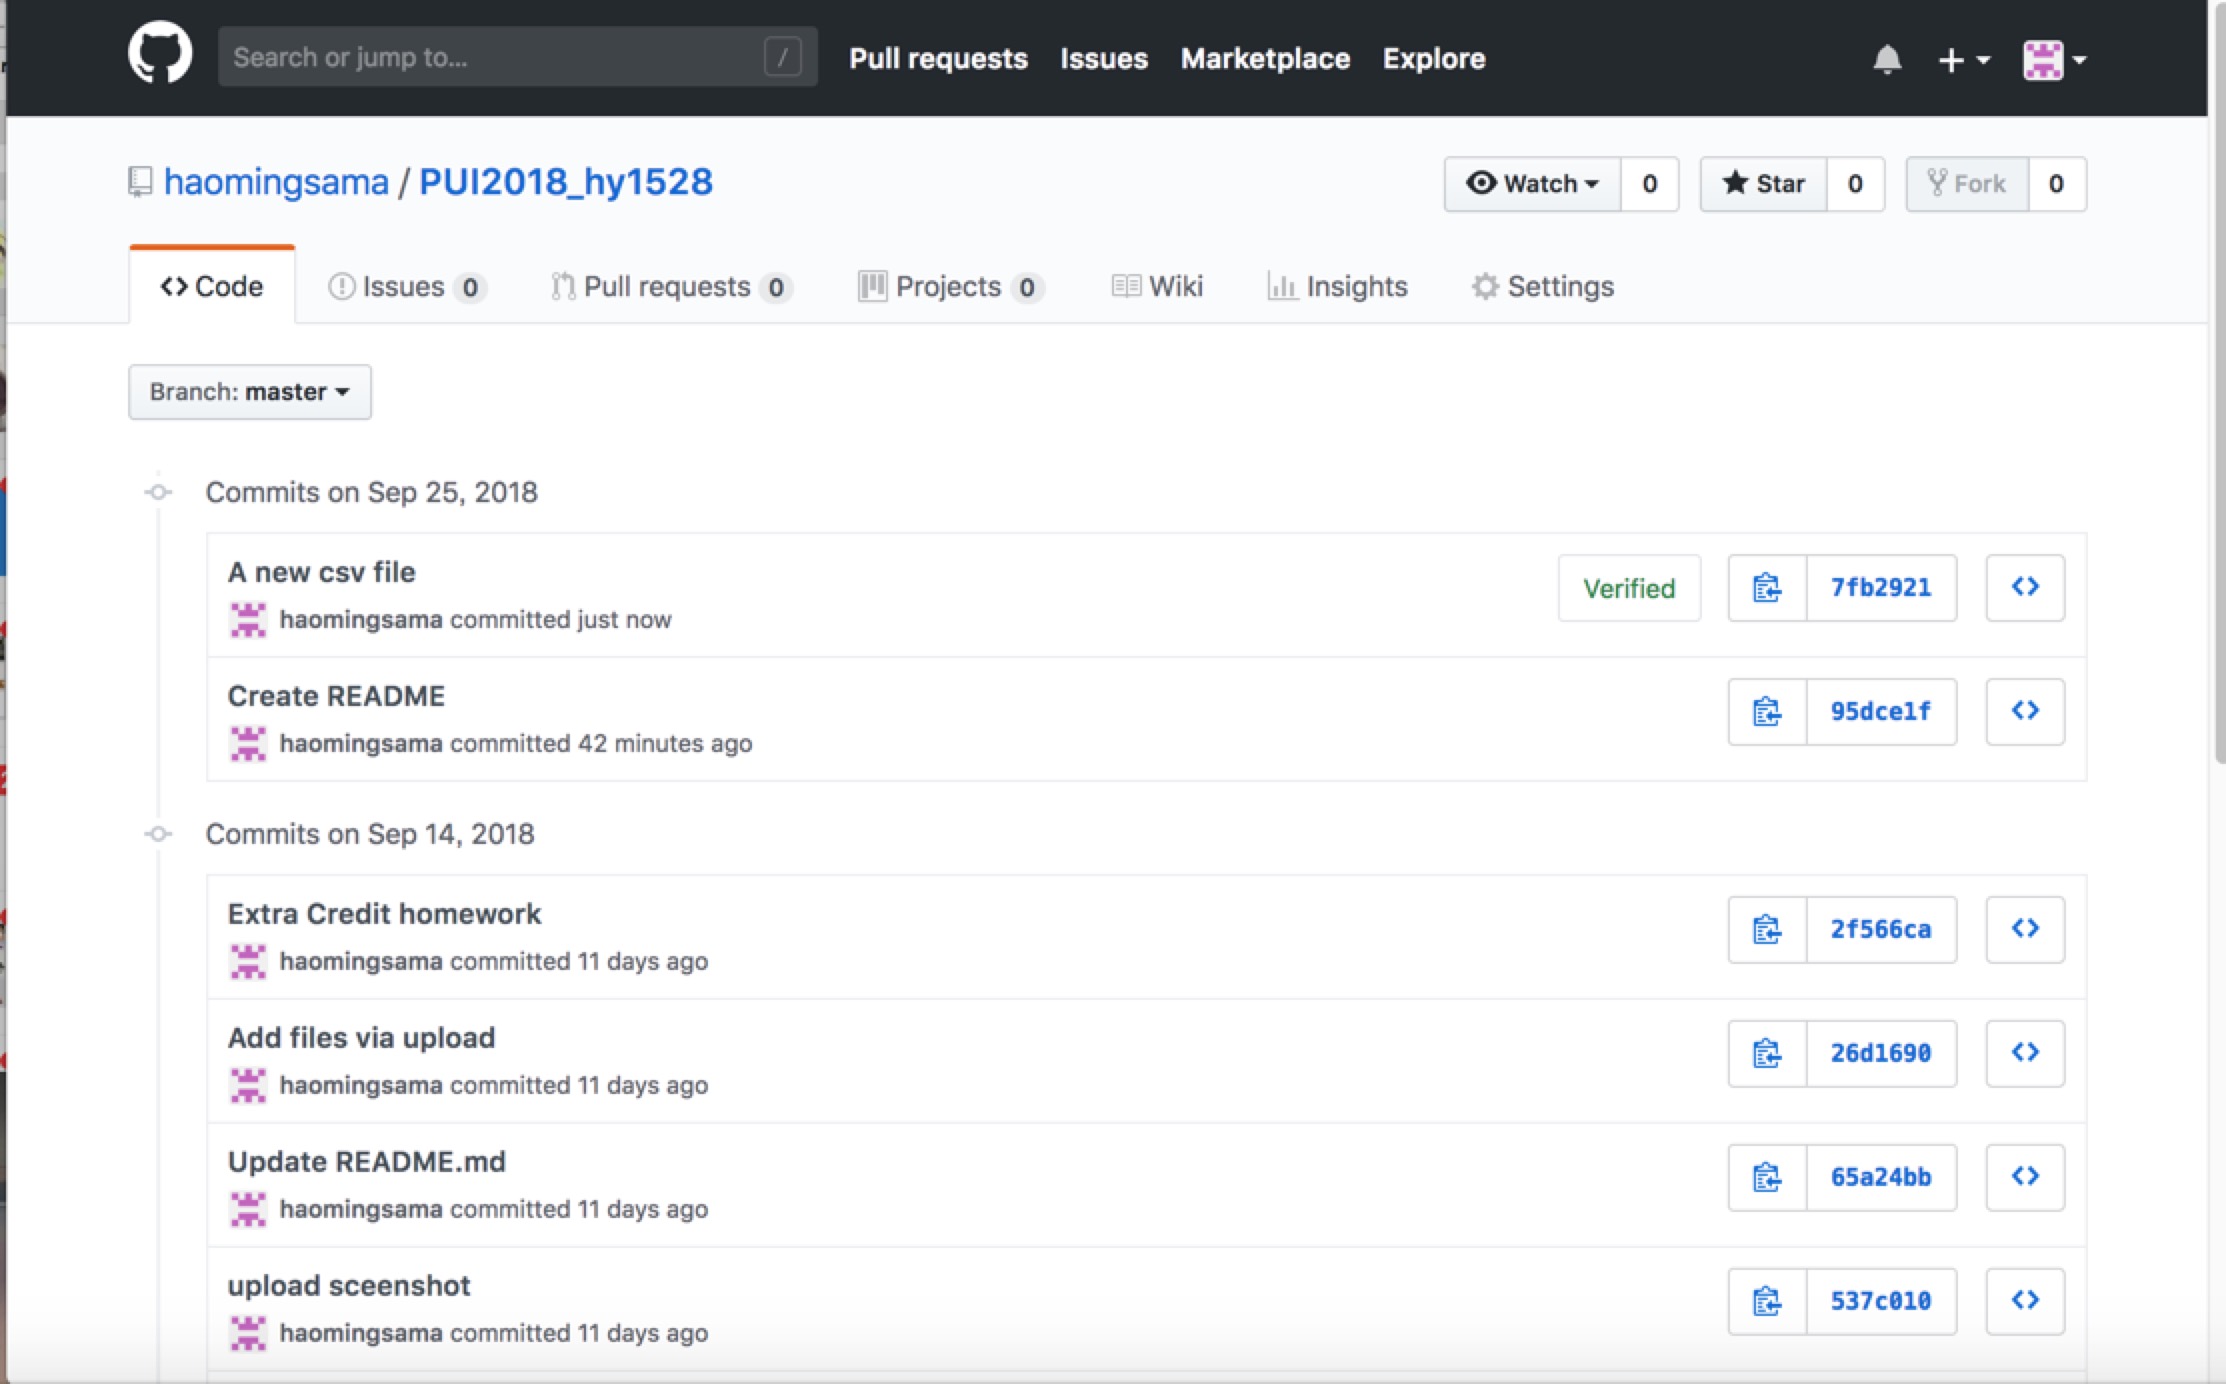 Search or jump to... / Pull requests Issues Marketplace Explore
haomingsama / PUI2018_hy1528 Watch 0 Star 0 Fork 0
Code Issues 0 Pull requests 0 Projects 0 Wiki Insights Settings
Branch: master
Commits on Sep 25, 2018
A new csv file
haomingsama committed just now
Verified 7fb2921
Create README
haomingsama committed 42 minutes ago
95dce1f
Commits on Sep 14, 2018
Extra Credit homework
haomingsama committed 11 days ago
2f566ca
Add files via upload
haomingsama committed 11 days ago
26d1690
Update README.md
haomingsama committed 11 days ago
65a24bb
upload sceenshot
haomingsama committed 11 days ago
537c010